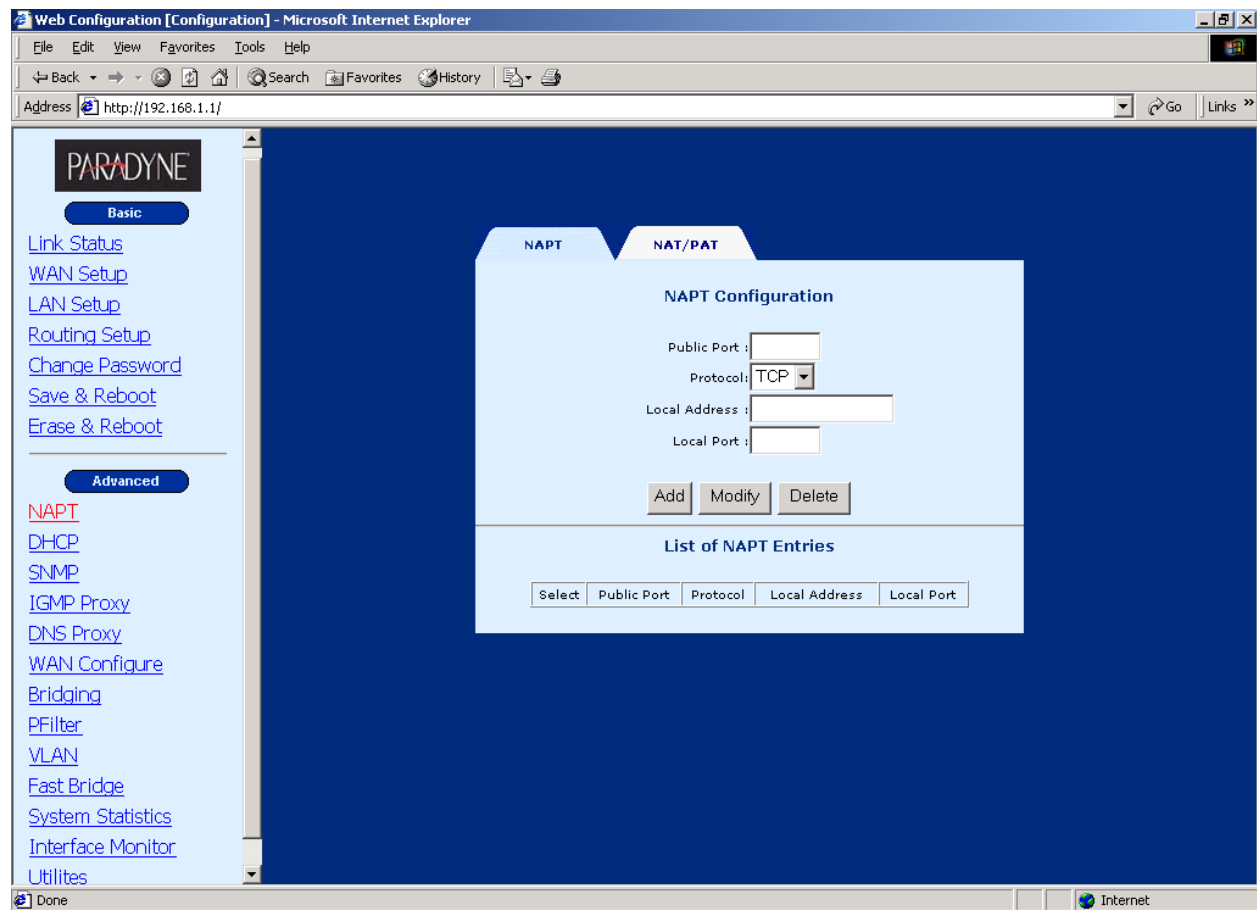 Web Configuration [Configuration] - Microsoft Internet Explorer
File Edit View Favorites Tools Help
Back Search Favorites History
Address http://192.168.1.1/ Go Links »
PARADYNE
Basic
Link Status
WAN Setup
LAN Setup
Routing Setup
Change Password
Save & Reboot
Erase & Reboot
Advanced
NAPT
DHCP
SNMP
IGMP Proxy
DNS Proxy
WAN Configure
Bridging
PFilter
VLAN
Fast Bridge
System Statistics
Interface Monitor
Utilites
NAPT NAT/PAT
NAPT Configuration
Public Port :
Protocol: TCP
Local Address :
Local Port :
Add Modify Delete
List of NAPT Entries
Select Public Port Protocol Local Address Local Port
Done Internet